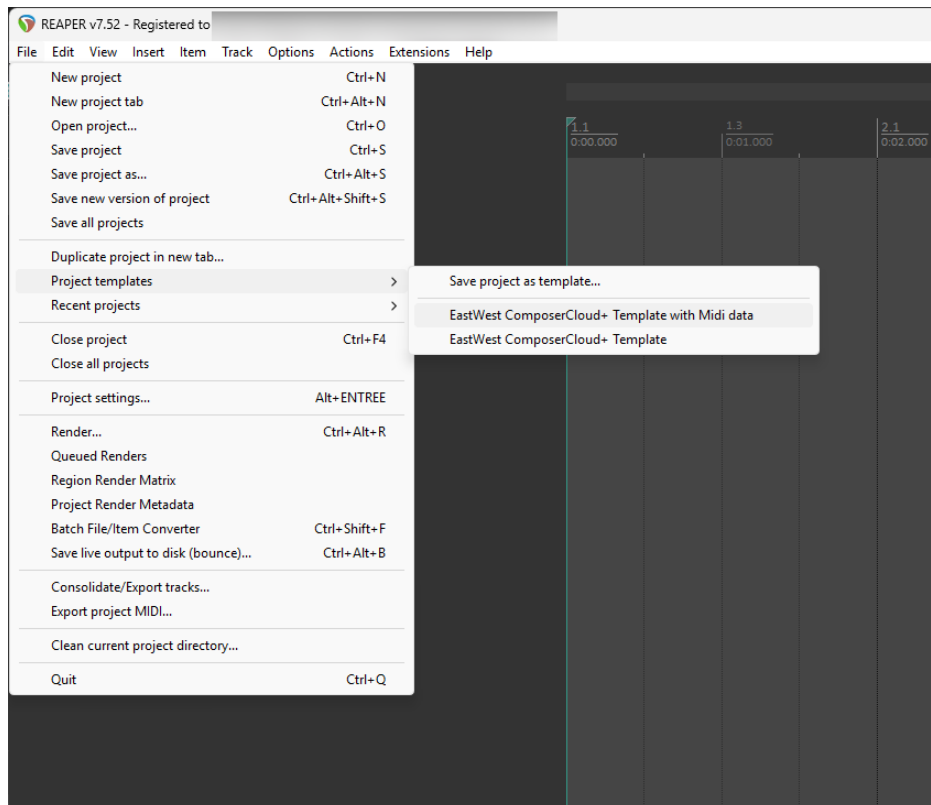 REAPER v7.52 - Registered to
File Edit View Insert Item Track Options Actions Extensions Help
New project Ctrl+N
New project tab Ctrl+Alt+N
Open project... Ctrl+O
Save project Ctrl+S
Save project as... Ctrl+Alt+S
Save new version of project Ctrl+Alt+Shift+S
Save all projects
Duplicate project in new tab...
Project templates
Recent projects
Close project Ctrl+F4
Close all projects
Project settings... Alt+ENTREE
Render... Ctrl+Alt+R
Queued Renders
Region Render Matrix
Project Render Metadata
Batch File/Item Converter Ctrl+Shift+F
Save live output to disk (bounce)... Ctrl+Alt+B
Consolidate/Export tracks...
Export project MIDI...
Clean current project directory...
Quit Ctrl+Q
Save project as template...
EastWest ComposerCloud+ Template with Midi data
EastWest ComposerCloud+ Template
1.1 1.3 2.1
0:00.000 0:01.000 0:02.000